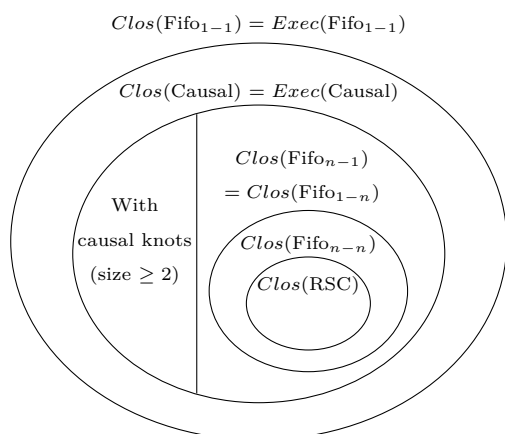 Clos(Fifo₁₋₁) = Exec(Fifo₁₋₁)
Clos(Causal) = Exec(Causal)
Clos(Fifoₙ₋₁)
= Clos(Fifo₁₋ₙ)
With
causal knots
(size ≥ 2)
Clos(Fifoₙ₋ₙ)
Clos(RSC)